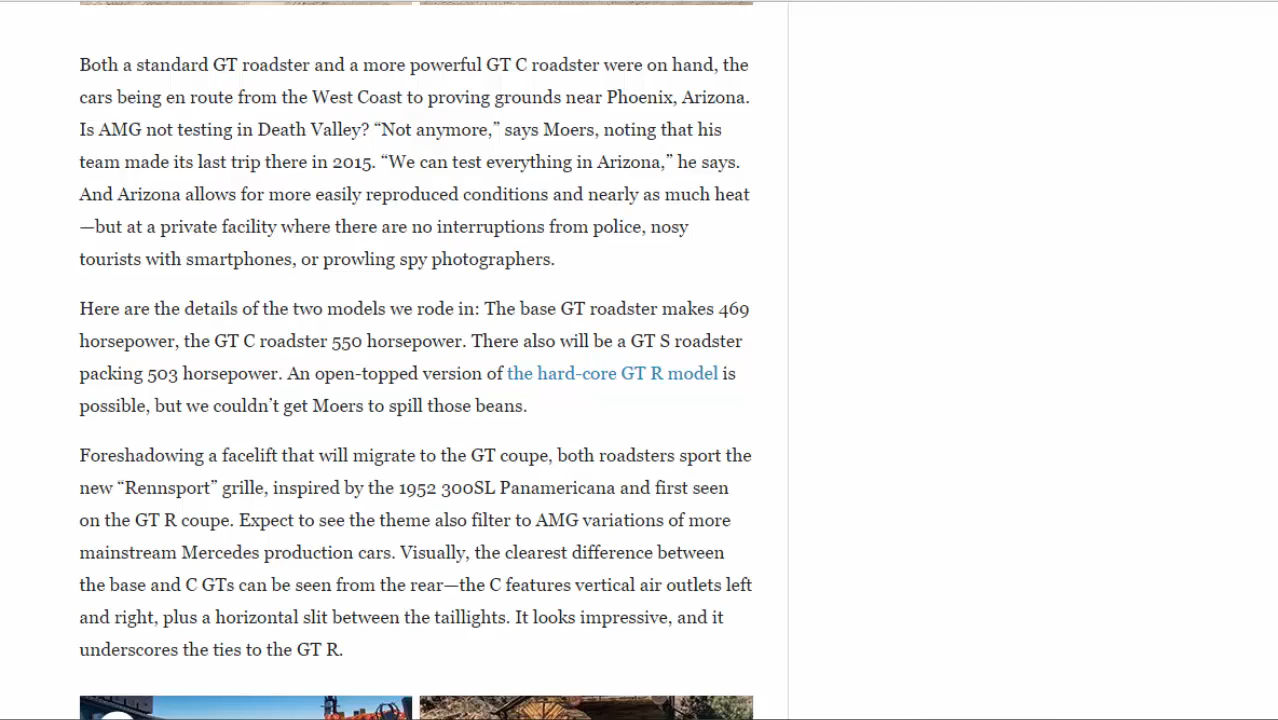 Both a standard GT roadster and a more powerful GT C roadster were on hand, the
cars being en route from the West Coast to proving grounds near Phoenix, Arizona.
Is AMG not testing in Death Valley? “Not anymore,” says Moers, noting that his
team made its last trip there in 2015. “We can test everything in Arizona,” he says.
And Arizona allows for more easily reproduced conditions and nearly as much heat
—but at a private facility where there are no interruptions from police, nosy
tourists with smartphones, or prowling spy photographers.
Here are the details of the two models we rode in: The base GT roadster makes 469
horsepower, the GT C roadster 550 horsepower. There also will be a GT S roadster
packing 503 horsepower. An open-topped version of the hard-core GT R model is
possible, but we couldn’t get Moers to spill those beans.
Foreshadowing a facelift that will migrate to the GT coupe, both roadsters sport the
new “Rennsport” grille, inspired by the 1952 300SL Panamericana and first seen
on the GT R coupe. Expect to see the theme also filter to AMG variations of more
mainstream Mercedes production cars. Visually, the clearest difference between
the base and C GTs can be seen from the rear—the C features vertical air outlets left
and right, plus a horizontal slit between the taillights. It looks impressive, and it
underscores the ties to the GT R.